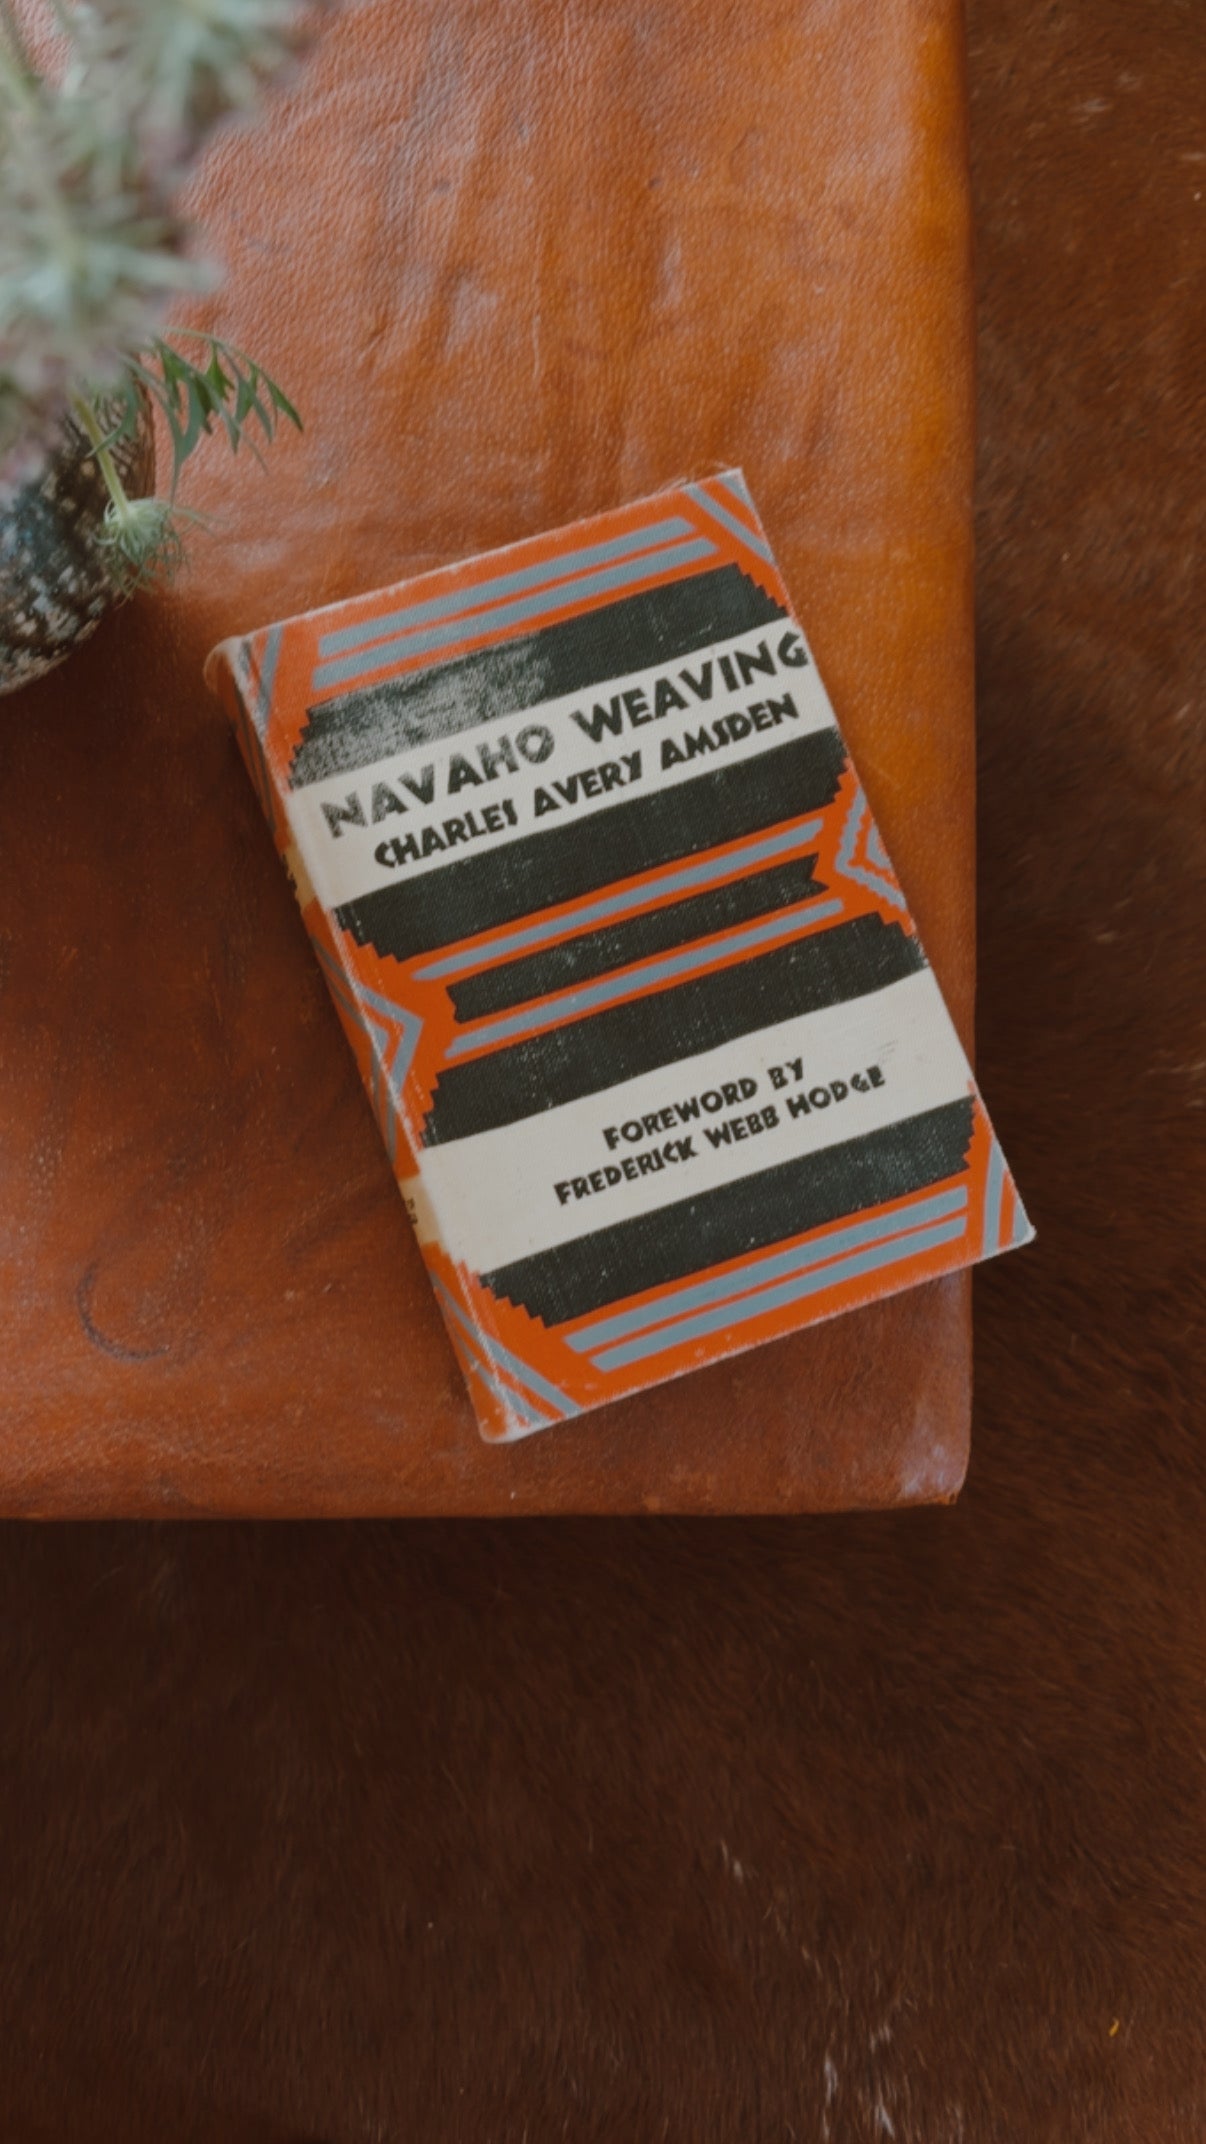 NAVAHO WEAVING
CHARLES AVERY AMSDEN
FOREWORD BY
FREDERICK WEBB HODGE